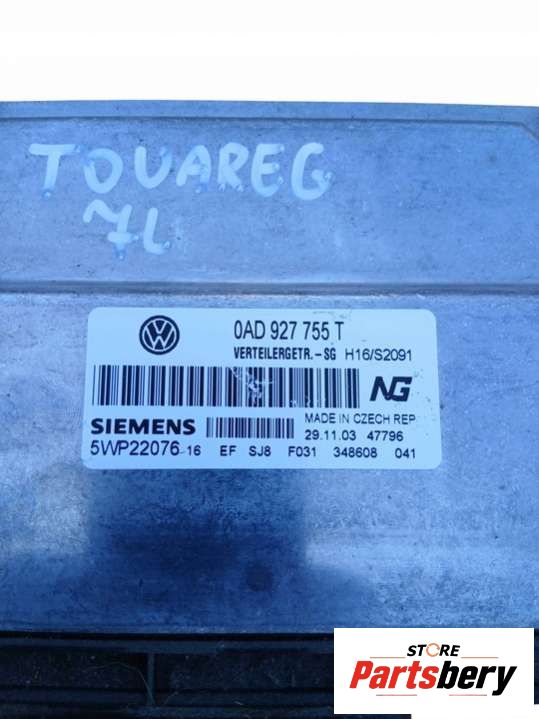 TOUAREG
7L
VW
0AD 927 755 T
VERTEILERGETR.-SG H16/S2091
NG
SIEMENS
MADE IN CZECH REP
29.11.03 47796
5WP22076 16 EF SJ8 F031 348608 041
STORE
Partsbery